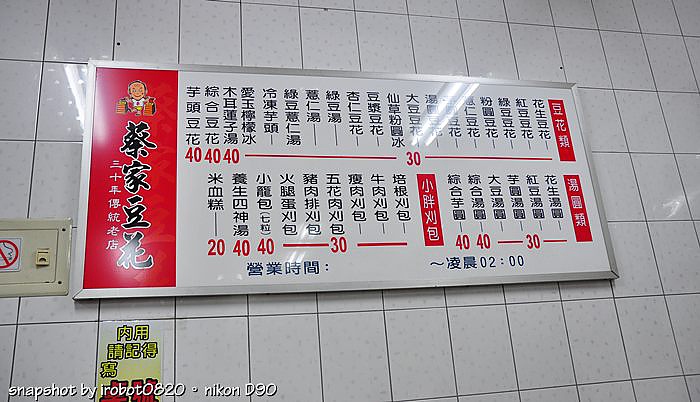 蔡家豆花
三十年傳統老店
豆花類
花生豆花
紅豆豆花
綠豆豆花
粉圓豆花
薏仁豆花
湯圓
大豆豆花
仙草粉圓冰
豆漿豆花
杏仁豆花
綠豆湯
薏仁湯
綠豆薏仁湯
冷凍芋頭
30
愛玉檸檬冰
木耳蓮子湯 40
綜合豆花 40
芋頭豆花 40
湯圓類
花生湯圓
紅豆湯圓
芋圓湯圓
30
大豆湯圓
綜合湯圓 40
綜合芋圓 40
小胖刈包
培根刈包
牛肉刈包
瘦肉刈包
五花肉刈包
豬肉排刈包
火腿蛋刈包
30
小籠包(七粒) 40
養生四神湯 40
米血糕 20
營業時間: ~凌晨02:00
內用
請記得
寫
snapshot by robot0820 · nikon D90